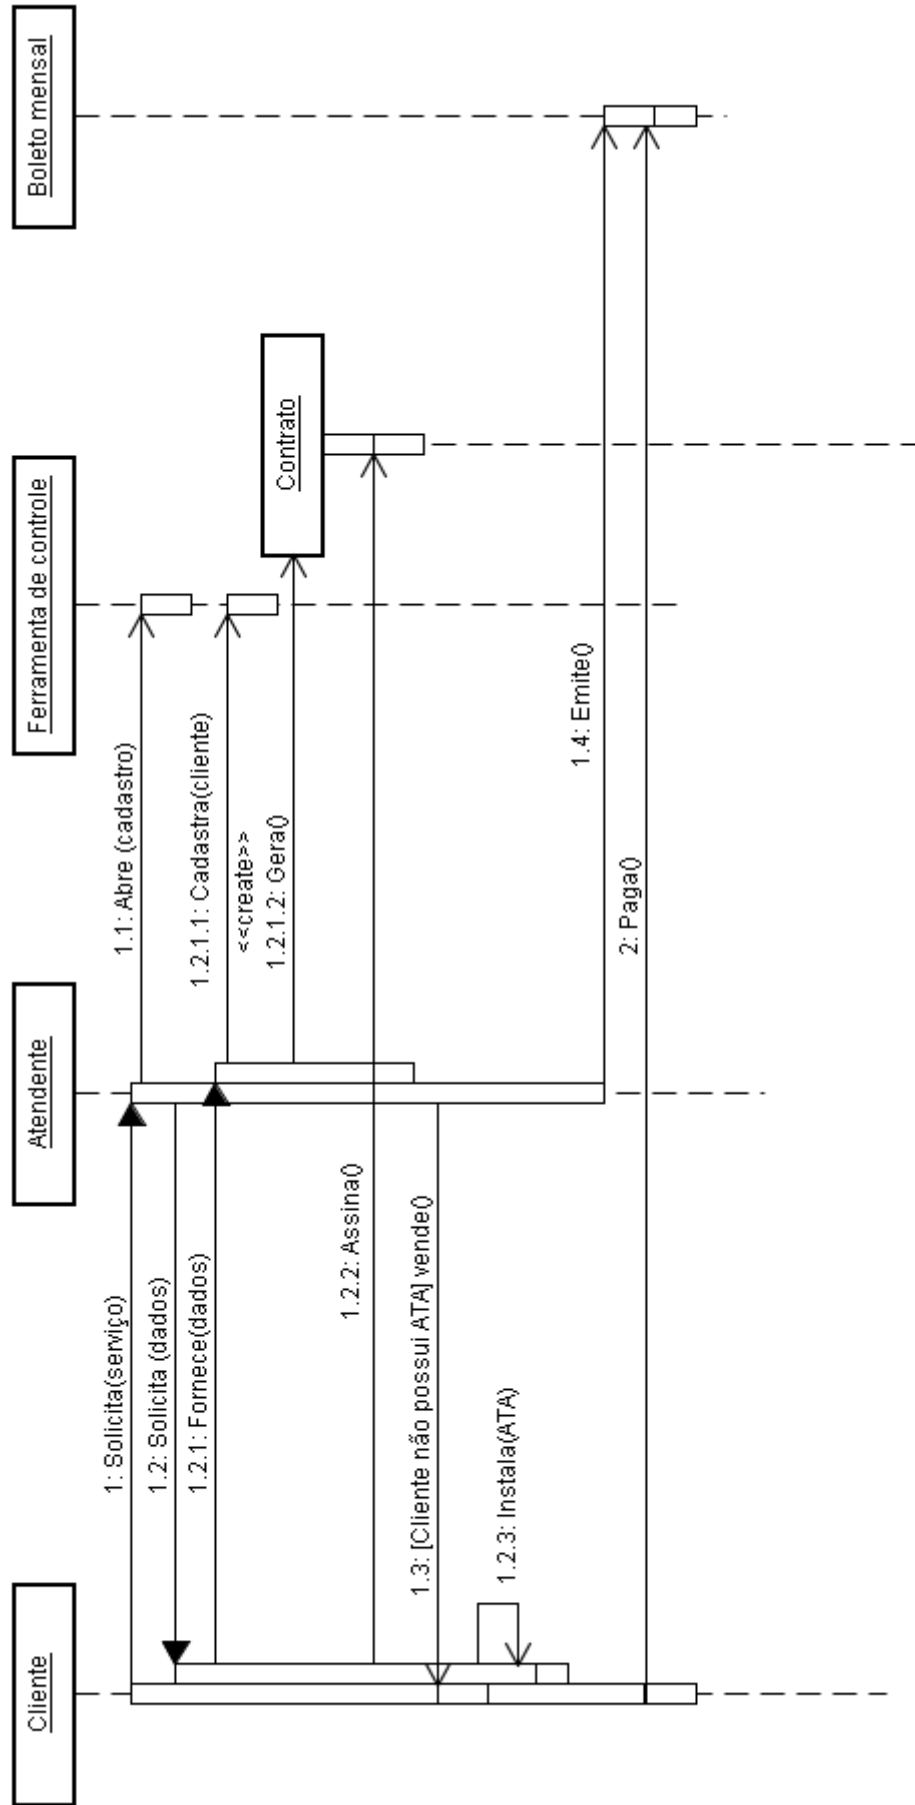 Cliente
Atendente
Ferramenta de controle
Boleto mensal
Contrato
1: Solicita(serviço)
1.1: Abre (cadastro)
1.2: Solicita (dados)
1.2.1: Fornece(dados)
1.2.1.1: Cadastra(cliente)
<<create>>
1.2.1.2: Gera()
1.2.2: Assina()
1.3: [Cliente não possui ATA] vende()
1.2.3: Instala(ATA)
1.4: Emite()
2: Paga()